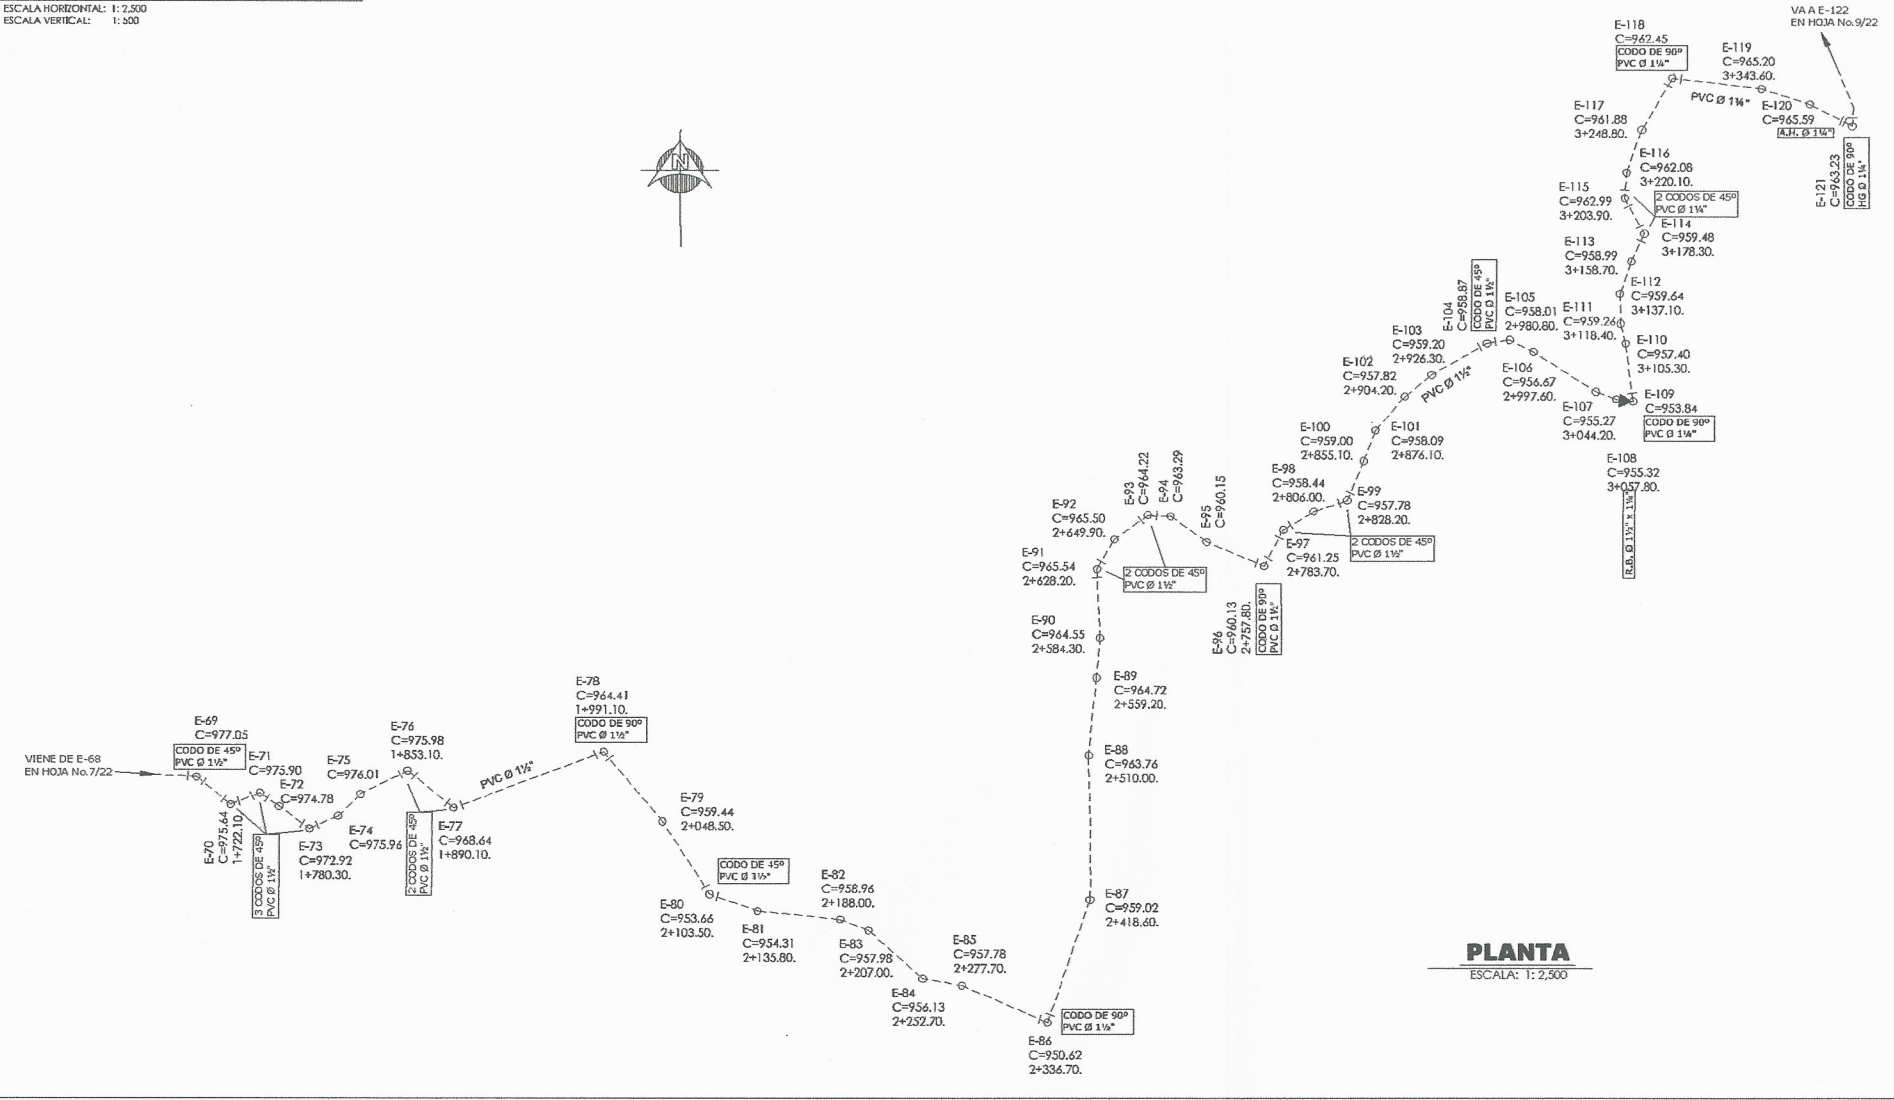 ESCALA HORIZONTAL: 1: 2,500
ESCALA VERTICAL: 1: 500
N
VIENE DE E-68
EN HOJA No.7/22
E-69
C=977.05
CODO DE 45º
PVC Ø 1½"
E-70
C=975.64
1+722.10.
E-71
C=975.90
E-72
C=974.78
3 CODOS DE 45º
PVC Ø 1½"
E-73
C=972.92
1+780.30.
E-74
C=975.96
E-75
C=976.01
E-76
C=975.98
1+853.10.
2 CODOS DE 45º
PVC Ø 1½"
E-77
C=968.64
1+890.10.
PVC Ø 1½"
E-78
C=964.41
1+991.10.
CODO DE 90º
PVC Ø 1½"
E-79
C=959.44
2+048.50.
CODO DE 45º
PVC Ø 1½"
E-80
C=953.66
2+103.50.
E-81
C=954.31
2+135.80.
E-82
C=958.96
2+188.00.
E-83
C=957.98
2+207.00.
E-84
C=956.13
2+252.70.
E-85
C=957.78
2+277.70.
E-86
C=950.62
2+336.70.
CODO DE 90º
PVC Ø 1½"
E-87
C=959.02
2+418.60.
E-88
C=963.76
2+510.00.
E-89
C=964.72
2+559.20.
E-90
C=964.55
2+584.30.
E-91
C=965.54
2+628.20.
E-92
C=965.50
2+649.90.
E-93
C=964.22
2 CODOS DE 45º
PVC Ø 1½"
E-94
C=963.29
E-95
C=960.15
E-96
C=960.13
2+757.80.
CODO DE 90º
PVC Ø 1½"
E-97
C=961.25
2+783.70.
E-98
C=958.44
2+806.00.
E-99
C=957.78
2+828.20.
2 CODOS DE 45º
PVC Ø 1½"
E-100
C=959.00
2+855.10.
E-101
C=958.09
2+876.10.
E-102
C=957.82
2+904.20.
E-103
C=959.20
2+926.30.
PVC Ø 1½"
E-104
C=958.87
CODO DE 45º
PVC Ø 1½"
E-105
C=958.01
2+980.80.
E-106
C=956.67
2+997.60.
E-107
C=955.27
3+044.20.
E-108
C=955.32
3+057.80.
R.B. Ø 1½" x 1¼"
E-109
C=953.84
CODO DE 90º
PVC Ø 1¼"
E-110
C=957.40
3+105.30.
E-111
C=959.26
3+118.40.
E-112
C=959.64
3+137.10.
E-113
C=958.99
3+158.70.
E-114
C=959.48
3+178.30.
2 CODOS DE 45º
PVC Ø 1¼"
E-115
C=962.99
3+203.90.
E-116
C=962.08
3+220.10.
E-117
C=961.88
3+248.80.
E-118
C=962.45
CODO DE 90º
PVC Ø 1¼"
PVC Ø 1¼"
E-119
C=965.20
3+343.60.
E-120
C=965.59
A.H. Ø 1¼"
E-121
C=963.23
CODO DE 90º
HG Ø 1¼"
VA A E-122
EN HOJA No.9/22
PLANTA
ESCALA: 1: 2,500